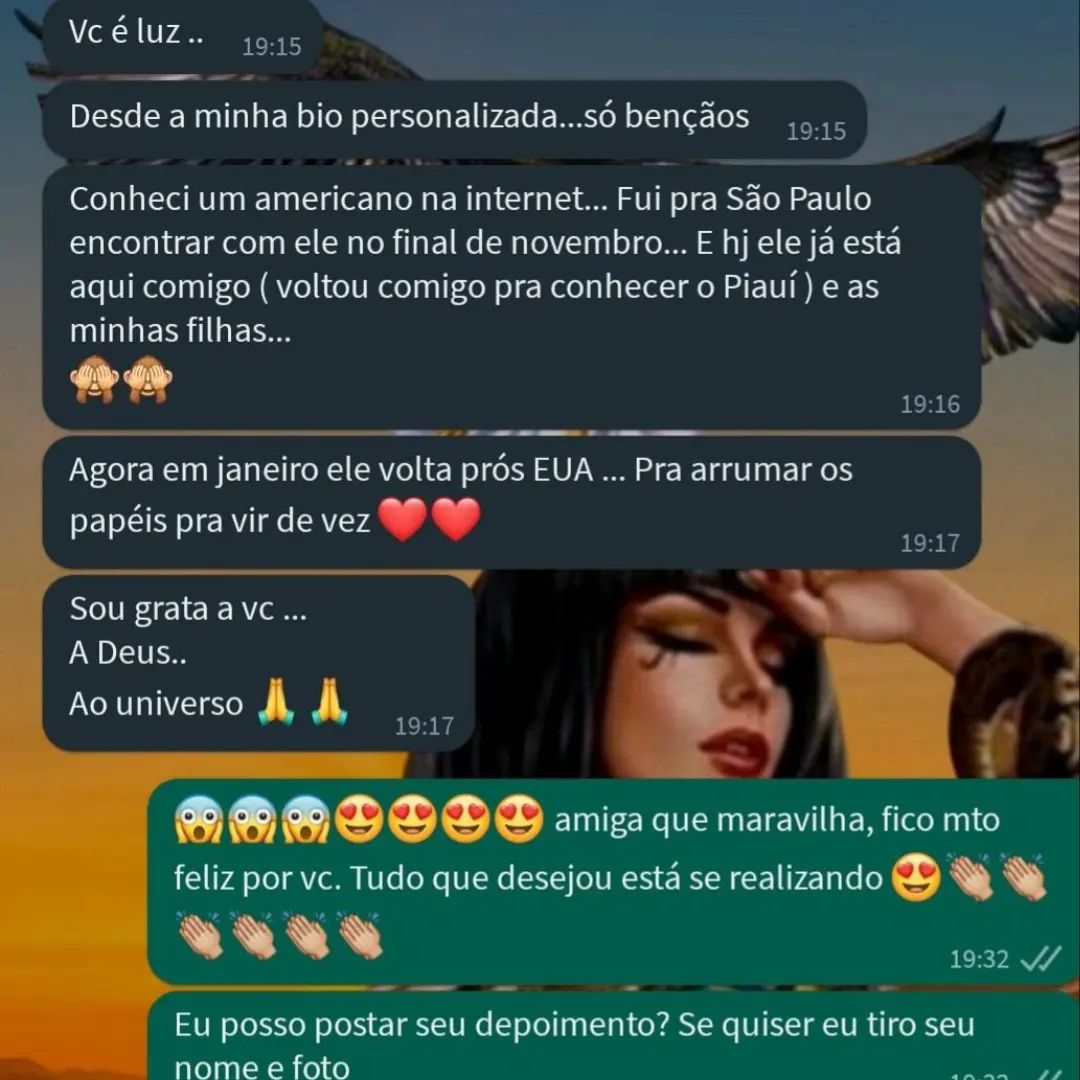 Vc é luz ..
19:15
Desde a minha bio personalizada...só bençãos
19:15
Conheci um americano na internet... Fui pra São Paulo
encontrar com ele no final de novembro... E hj ele já está
aqui comigo ( voltou comigo pra conhecer o Piauí ) e as
minhas filhas...
🙈🙈
19:16
Agora em janeiro ele volta prós EUA ... Pra arrumar os
papéis pra vir de vez ❤️❤️
19:17
Sou grata a vc ...
A Deus..
Ao universo 🙏🙏
19:17
😱😱😱😍😍😍😍 amiga que maravilha, fico mto
feliz por vc. Tudo que desejou está se realizando 😍👏🏼👏🏼
👏🏼👏🏼👏🏼👏🏼
19:32
Eu posso postar seu depoimento? Se quiser eu tiro seu
nome e foto